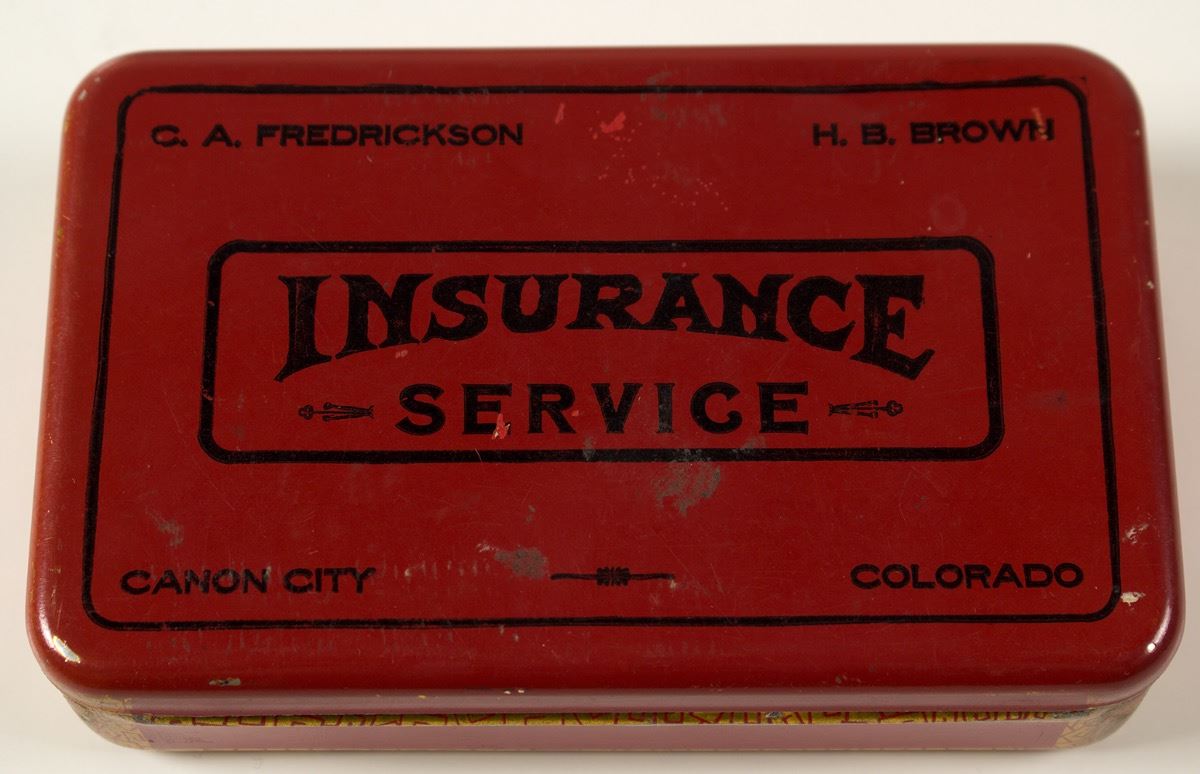 C. A. FREDRICKSON H. B. BROWN
INSURANCE
SERVICE
CANON CITY COLORADO